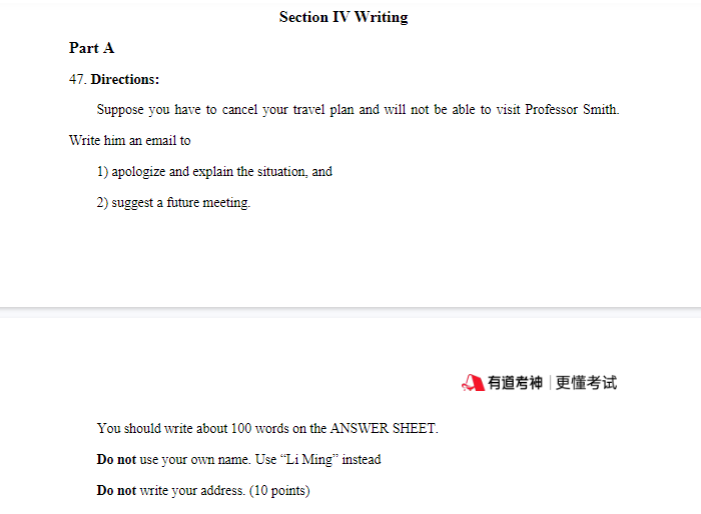 Section IV Writing
Part A
47. Directions:
Suppose you have to cancel your travel plan and will not be able to visit Professor Smith.
Write him an email to
1) apologize and explain the situation, and
2) suggest a future meeting.
有道考神 | 更懂考试
You should write about 100 words on the ANSWER SHEET.
Do not use your own name. Use “Li Ming” instead
Do not write your address. (10 points)